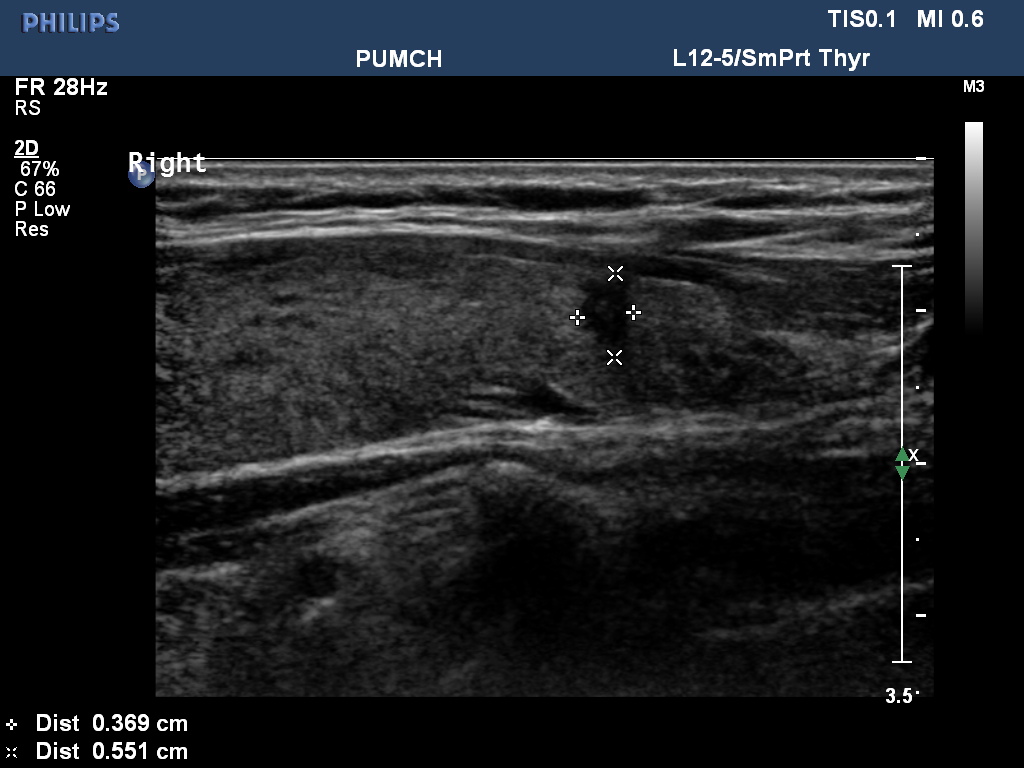 PHILIPS
TIS0.1 MI 0.6
PUMCH
L12-5/SmPrt Thyr
FR 28Hz
RS
M3
2D
67%
C 66
P Low
Res
Right
P
X
3.5
Dist 0.369 cm
Dist 0.551 cm